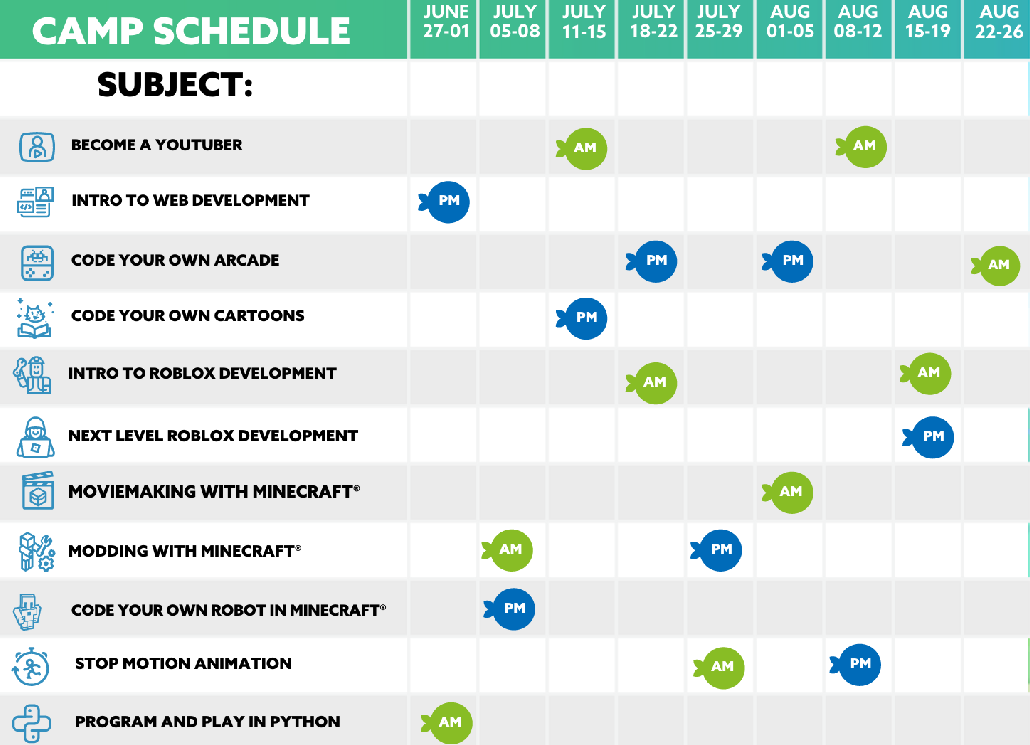 CAMP SCHEDULE
JUNE 27-01
JULY 05-08
JULY 11-15
JULY 18-22
JULY 25-29
AUG 01-05
AUG 08-12
AUG 15-19
AUG 22-26
SUBJECT:
BECOME A YOUTUBER AM AM
INTRO TO WEB DEVELOPMENT PM
CODE YOUR OWN ARCADE PM PM AM
CODE YOUR OWN CARTOONS PM
INTRO TO ROBLOX DEVELOPMENT AM AM
NEXT LEVEL ROBLOX DEVELOPMENT PM
MOVIEMAKING WITH MINECRAFT® AM
MODDING WITH MINECRAFT® AM PM
CODE YOUR OWN ROBOT IN MINECRAFT® PM
STOP MOTION ANIMATION AM PM
PROGRAM AND PLAY IN PYTHON AM